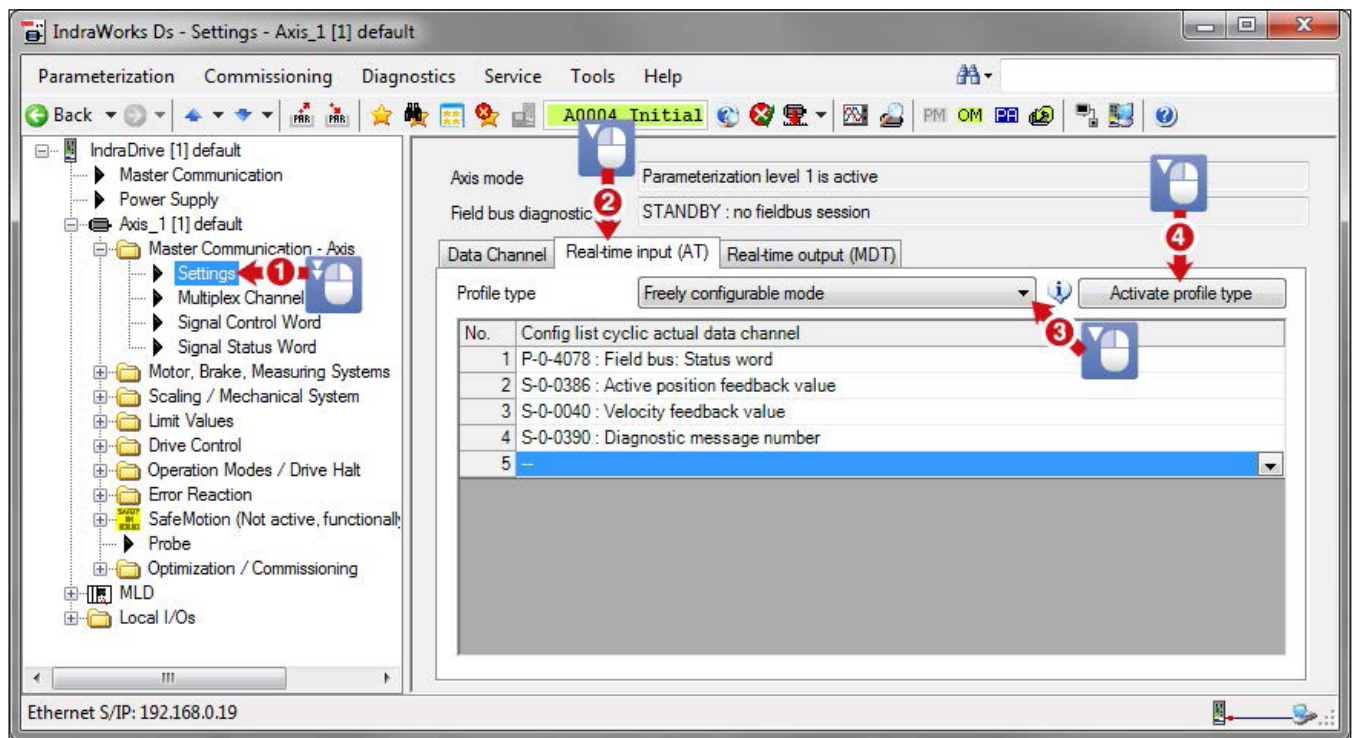 IndraWorks Ds - Settings - Axis_1 [1] default
Parameterization Commissioning Diagnostics Service Tools Help
Back PAR PAR A0004 Initial PM OM
IndraDrive [1] default
Master Communication
Power Supply
Axis_1 [1] default
Master Communication - Axis
Settings 1
Multiplex Channel
Signal Control Word
Signal Status Word
Motor, Brake, Measuring Systems
Scaling / Mechanical System
Limit Values
Drive Control
Operation Modes / Drive Halt
Error Reaction
SafeMotion (Not active, functionally
Probe
Optimization / Commissioning
MLD
Local I/Os
Axis mode Parameterization level 1 is active
Field bus diagnostic 2 STANDBY : no fieldbus session
4
Data Channel Real-time input (AT) Real-time output (MDT)
Profile type Freely configurable mode Activate profile type
3
No. Config list cyclic actual data channel
1 P-0-4078 : Field bus: Status word
2 S-0-0386 : Active position feedback value
3 S-0-0040 : Velocity feedback value
4 S-0-0390 : Diagnostic message number
5 --
Ethernet S/IP: 192.168.0.19